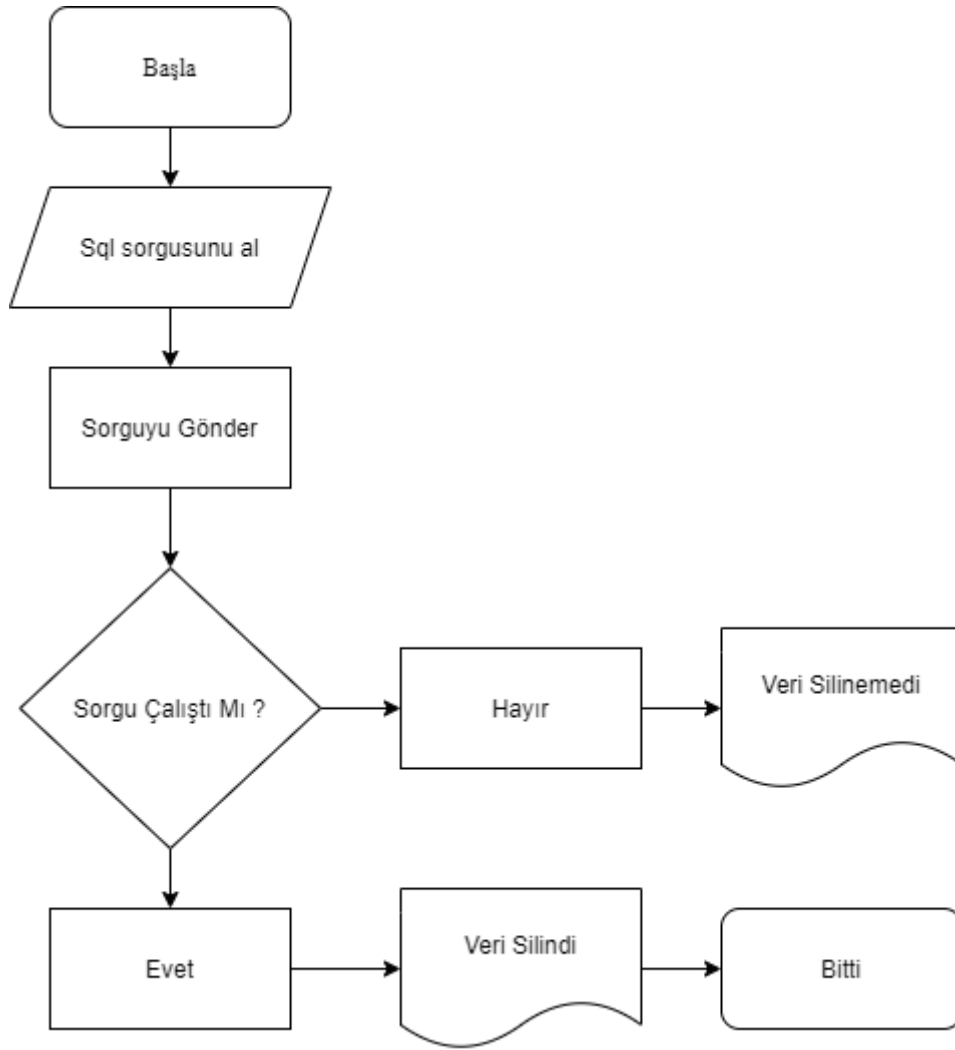 Başla
Sql sorgusunu al
Sorguyu Gönder
Sorgu Çalıştı Mı ?
Hayır
Veri Silinemedi
Evet
Veri Silindi
Bitti